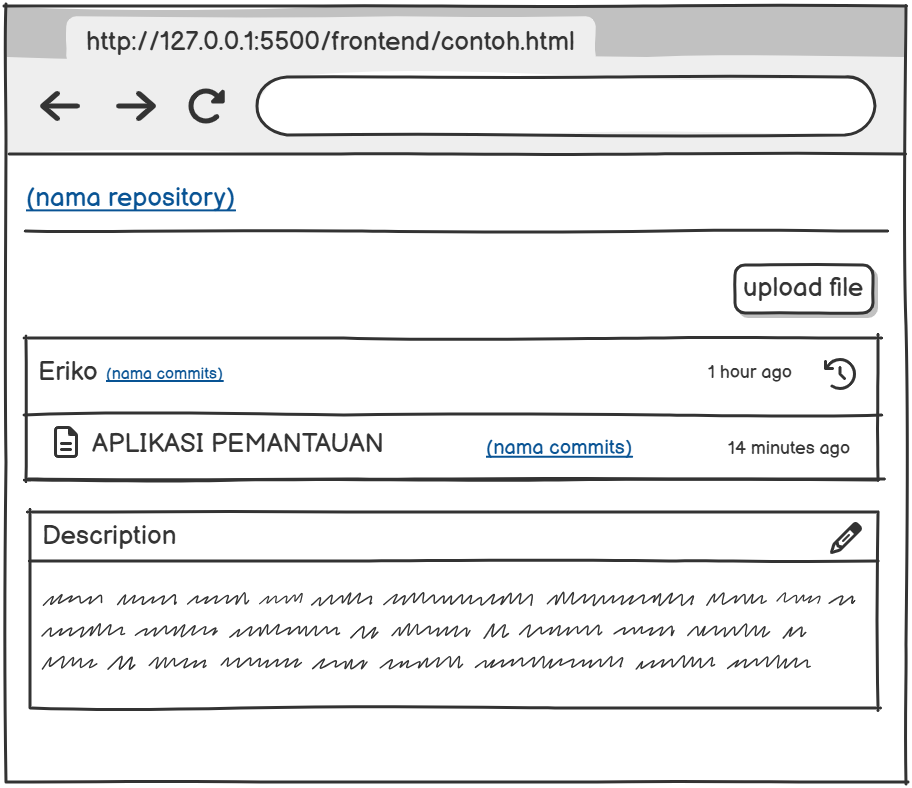 http://127.0.0.1:5500/frontend/contoh.html
(nama repository)
upload file
Eriko (nama commits) 1 hour ago
APLIKASI PEMANTAUAN (nama commits) 14 minutes ago
Description